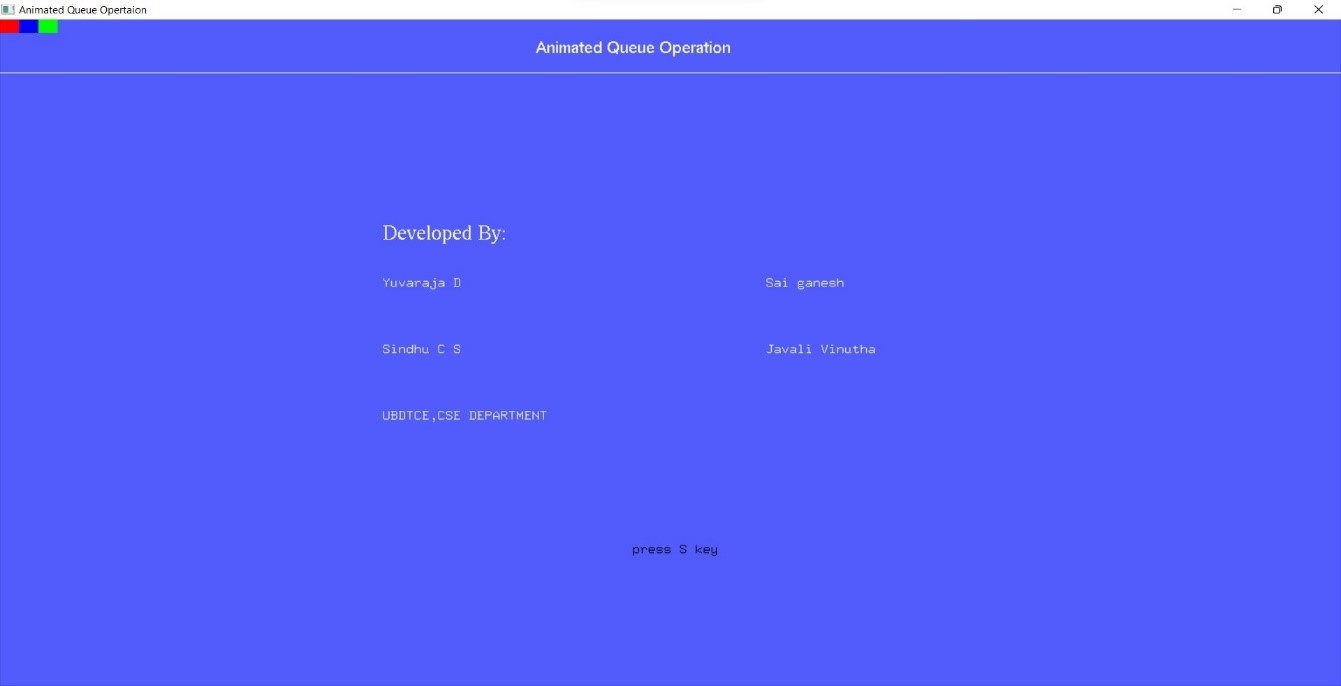 Animated Queue Opertaion
Animated Queue Operation
Developed By:
Yuvaraja D
Sai ganesh
Sindhu C S
Javali Vinutha
UBDTCE,CSE DEPARTMENT
press S key